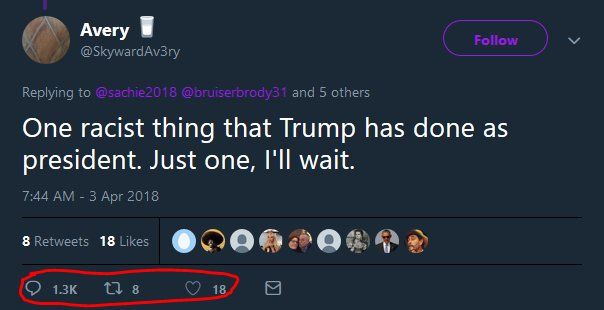 Avery 🥛
@SkywardAv3ry
Follow
Replying to @sachie2018 @bruiserbrody31 and 5 others
One racist thing that Trump has done as
president. Just one, I'll wait.
7:44 AM - 3 Apr 2018
8 Retweets 18 Likes
1.3K 8 18